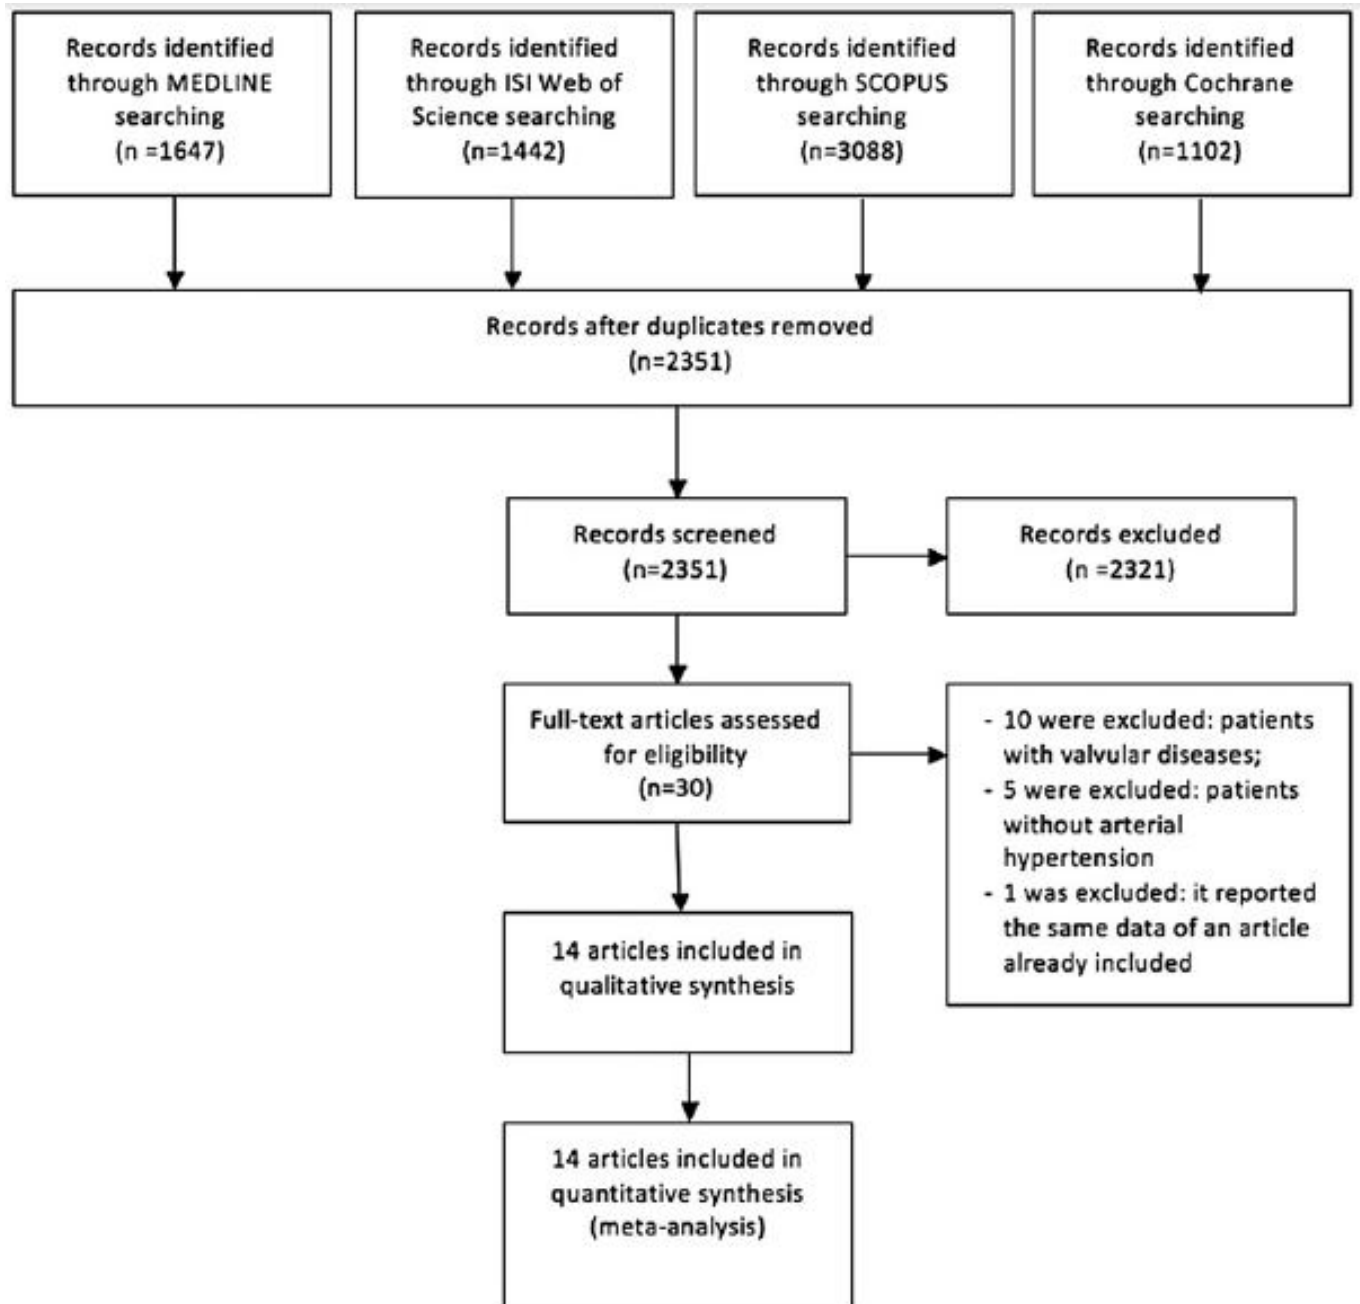 Records identified
through MEDLINE
searching
(n =1647)
Records identified
through ISI Web of
Science searching
(n=1442)
Records identified
through SCOPUS
searching
(n=3088)
Records identified
through Cochrane
searching
(n=1102)
Records after duplicates removed
(n=2351)
Records screened
(n=2351)
Records excluded
(n =2321)
Full-text articles assessed
for eligibility
(n=30)
- 10 were excluded: patients
with valvular diseases;
- 5 were excluded: patients
without arterial
hypertension
- 1 was excluded: it reported
the same data of an article
already included
14 articles included in
qualitative synthesis
14 articles included in
quantitative synthesis
(meta-analysis)